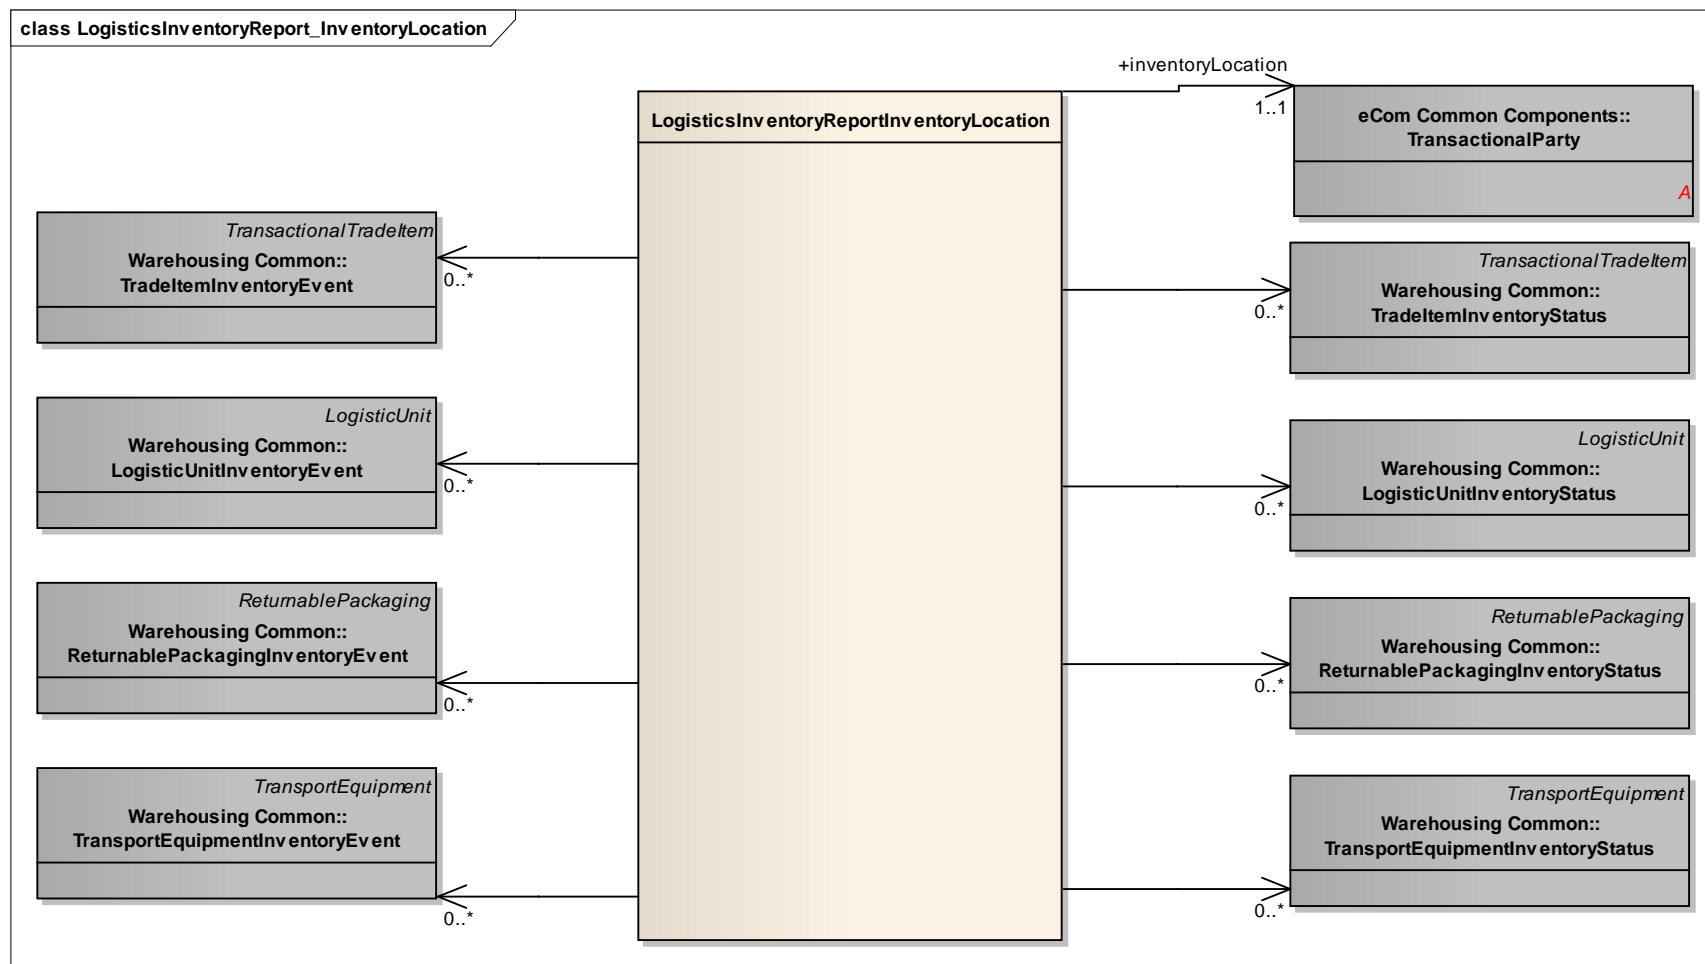 class LogisticsInventoryReport_InventoryLocation
+inventoryLocation
1..1
LogisticsInventoryReportInventoryLocation
eCom Common Components::
TransactionalParty
A
TransactionalTradeItem
Warehousing Common::
TradeItemInventoryEvent
0..*
TransactionalTradeItem
Warehousing Common::
TradeItemInventoryStatus
0..*
LogisticUnit
Warehousing Common::
LogisticUnitInventoryEvent
0..*
LogisticUnit
Warehousing Common::
LogisticUnitInventoryStatus
0..*
ReturnablePackaging
Warehousing Common::
ReturnablePackagingInventoryEvent
0..*
ReturnablePackaging
Warehousing Common::
ReturnablePackagingInventoryStatus
0..*
TransportEquipment
Warehousing Common::
TransportEquipmentInventoryEvent
0..*
TransportEquipment
Warehousing Common::
TransportEquipmentInventoryStatus
0..*